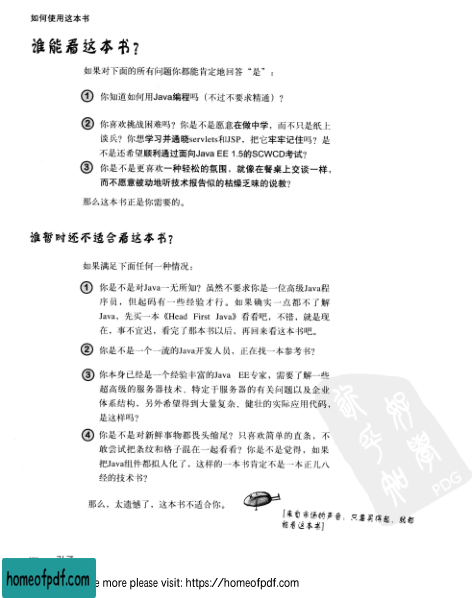 如何使用这本书
谁能看这本书？
如果对下面的所有问题你都能肯定地回答“是”：
① 你知道如何用Java编程吗（不过不要求精通）？
② 你喜欢挑战困难吗？你是不是愿意在做中学，而不只是纸上
谈兵？你想学习并通晓servlets和JSP，把它牢牢记住吗？是
不是还希望顺利通过面向Java EE 1.5的SCWCD考试？
③ 你是不是更喜欢一种轻松的氛围，就像在餐桌上交谈一样，
而不愿意被动地听技术报告似的枯燥乏味的说教？
那么这本书正是你需要的。
谁暂时还不适合看这本书？
如果满足下面任何一种情况：
① 你是不是对Java一无所知？虽然不要求你是一位高级Java程
序员，但起码有一些经验才行。如果确实一点都不了解
Java，先买一本《Head First Java》看看吧，不错，就是现
在，事不宜迟，看完了那本书以后，再回来看这本书吧。
② 你是不是一个一流的Java开发人员，正在找一本参考书？
③ 你本身已经是一个经验丰富的Java EE专家，需要了解一些
超高级的服务器技术、特定于服务器的有关问题以及企业
体系结构，另外希望得到大量复杂、健壮的实际应用代码，
是这样吗？
④ 你是不是对新鲜事物都畏头缩尾？只喜欢简单的直条，不
敢尝试把条纹和格子混在一起看看？你是不是觉得，如果
把Java组件都拟人化了，这样的一本书肯定不是一本正儿八
经的技术书？
那么，太遗憾了，这本书不适合你。
[来自市场的声音，只要买得起，就都
能看这本书]
PDG
homeofpdf.com
e more please visit: https://homeofpdf.com